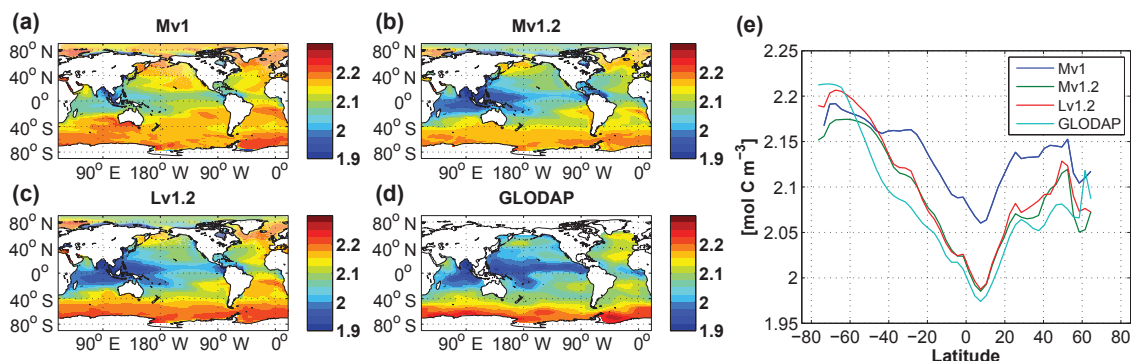 (a) Mv1
80° N
40° N
0°
40° S
80° S
90° E 180° W 90° W 0°
2.2
2.1
2
1.9
(b) Mv1.2
80° N
40° N
0°
40° S
80° S
90° E 180° W 90° W 0°
2.2
2.1
2
1.9
(c) Lv1.2
80° N
40° N
0°
40° S
80° S
90° E 180° W 90° W 0°
2.2
2.1
2
1.9
(d) GLODAP
80° N
40° N
0°
40° S
80° S
90° E 180° W 90° W 0°
2.2
2.1
2
1.9
(e)
[mol C m⁻³]
2.25
2.2
2.15
2.1
2.05
2
1.95
Mv1
Mv1.2
Lv1.2
GLODAP
−80 −60 −40 −20 0 20 40 60 80
Latitude